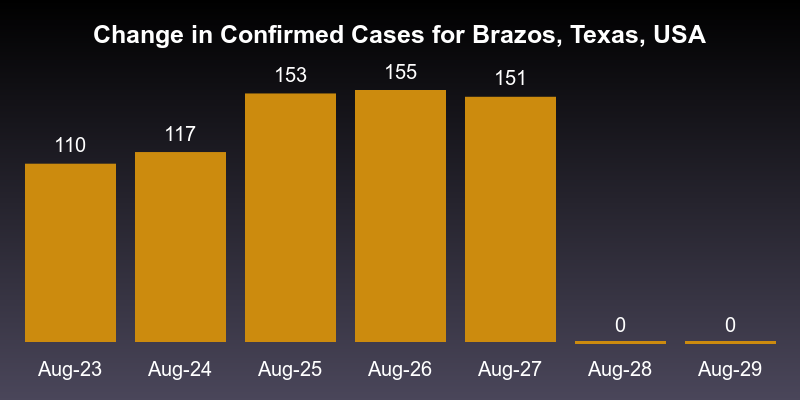 Change in Confirmed Cases for Brazos, Texas, USA
110
117
153
155
151
0
0
Aug-23
Aug-24
Aug-25
Aug-26
Aug-27
Aug-28
Aug-29